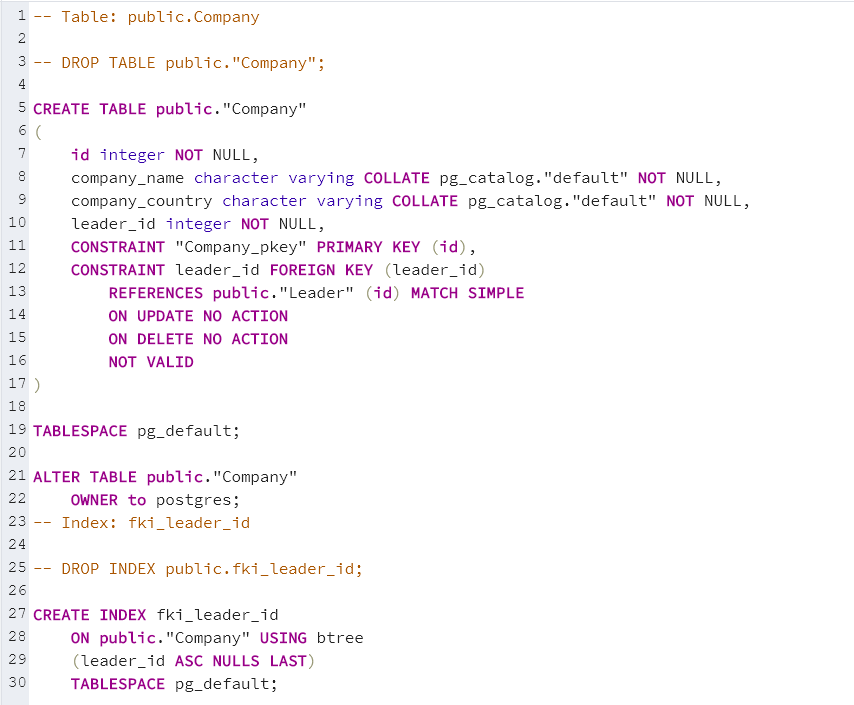 1 -- Table: public.Company
2
3 -- DROP TABLE public."Company";
4
5 CREATE TABLE public."Company"
6 (
7     id integer NOT NULL,
8     company_name character varying COLLATE pg_catalog."default" NOT NULL,
9     company_country character varying COLLATE pg_catalog."default" NOT NULL,
10     leader_id integer NOT NULL,
11     CONSTRAINT "Company_pkey" PRIMARY KEY (id),
12     CONSTRAINT leader_id FOREIGN KEY (leader_id)
13         REFERENCES public."Leader" (id) MATCH SIMPLE
14         ON UPDATE NO ACTION
15         ON DELETE NO ACTION
16         NOT VALID
17 )
18
19 TABLESPACE pg_default;
20
21 ALTER TABLE public."Company"
22     OWNER to postgres;
23 -- Index: fki_leader_id
24
25 -- DROP INDEX public.fki_leader_id;
26
27 CREATE INDEX fki_leader_id
28     ON public."Company" USING btree
29     (leader_id ASC NULLS LAST)
30     TABLESPACE pg_default;